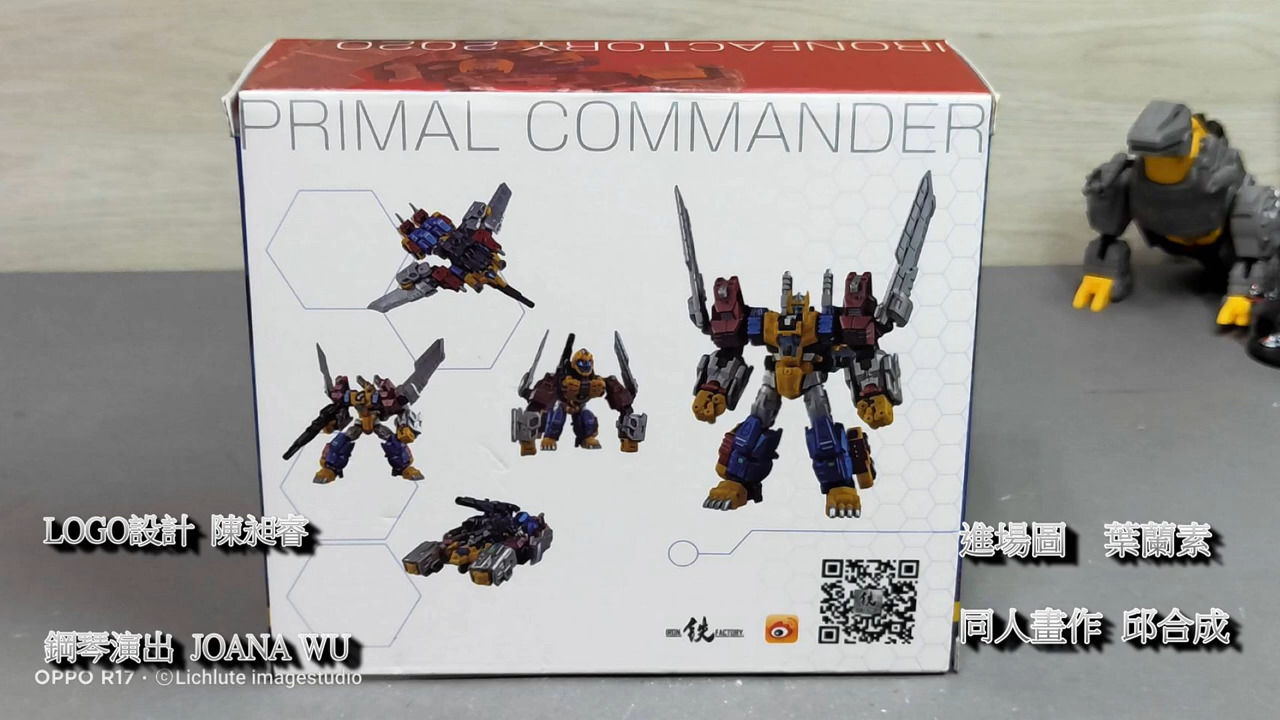 IRONFACTORY 2020
PRIMAL COMMANDER
LOGO設計 陳昶睿
進場圖 葉蘭素
鋼琴演出 JOANA WU
同人畫作 邱合成
IRON 铁 FACTORY
铁
OPPO R17 · ⓒLichlute imagestudio